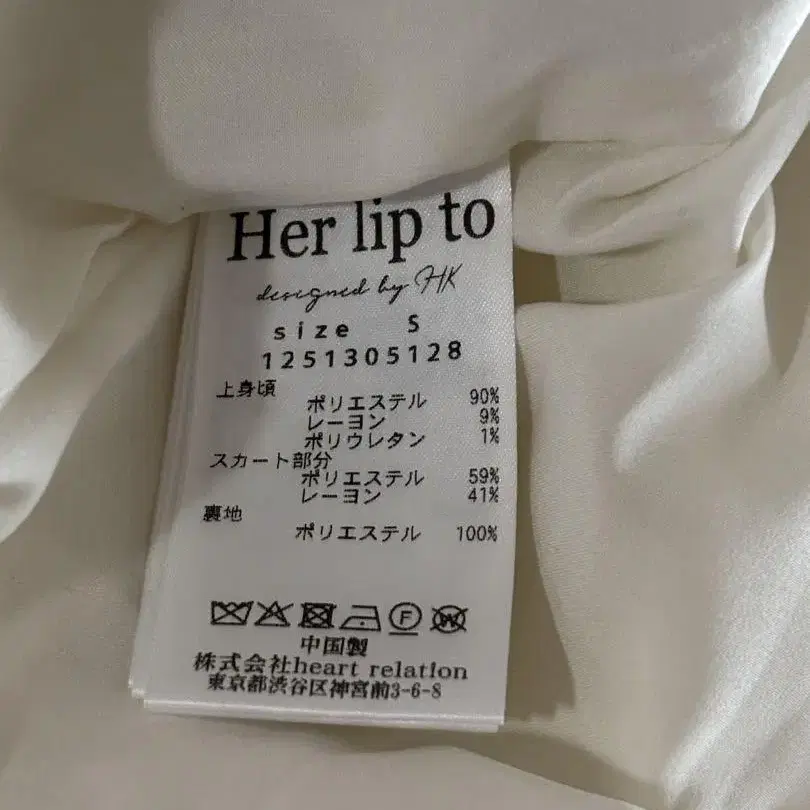 Her lip to
designed by HK
size S
1251305128
上身頃
ポリエステル 90%
レーヨン 9%
ポリウレタン 1%
スカート部分
ポリエステル 59%
レーヨン 41%
裏地
ポリエステル 100%
F W
中国製
株式会社heart relation
東京都渋谷区神宮前3-6-8